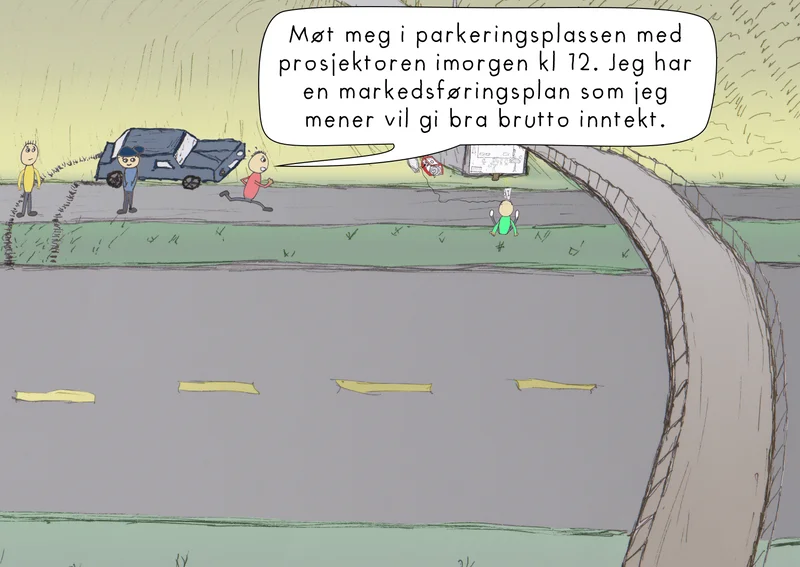 Møt meg i parkeringsplassen med
prosjektoren imorgen kl 12. Jeg har
en markedsføringsplan som jeg
mener vil gi bra brutto inntekt.